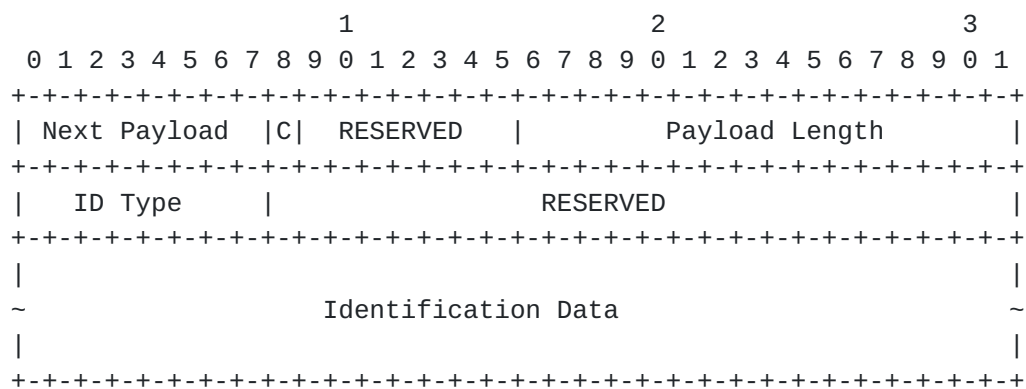 1                   2                   3
 0 1 2 3 4 5 6 7 8 9 0 1 2 3 4 5 6 7 8 9 0 1 2 3 4 5 6 7 8 9 0 1
+-+-+-+-+-+-+-+-+-+-+-+-+-+-+-+-+-+-+-+-+-+-+-+-+-+-+-+-+-+-+-+-+
| Next Payload  |C|  RESERVED   |         Payload Length        |
+-+-+-+-+-+-+-+-+-+-+-+-+-+-+-+-+-+-+-+-+-+-+-+-+-+-+-+-+-+-+-+-+
|   ID Type     |                 RESERVED                      |
+-+-+-+-+-+-+-+-+-+-+-+-+-+-+-+-+-+-+-+-+-+-+-+-+-+-+-+-+-+-+-+-+
|                                                               |
~                   Identification Data                         ~
|                                                               |
+-+-+-+-+-+-+-+-+-+-+-+-+-+-+-+-+-+-+-+-+-+-+-+-+-+-+-+-+-+-+-+-+